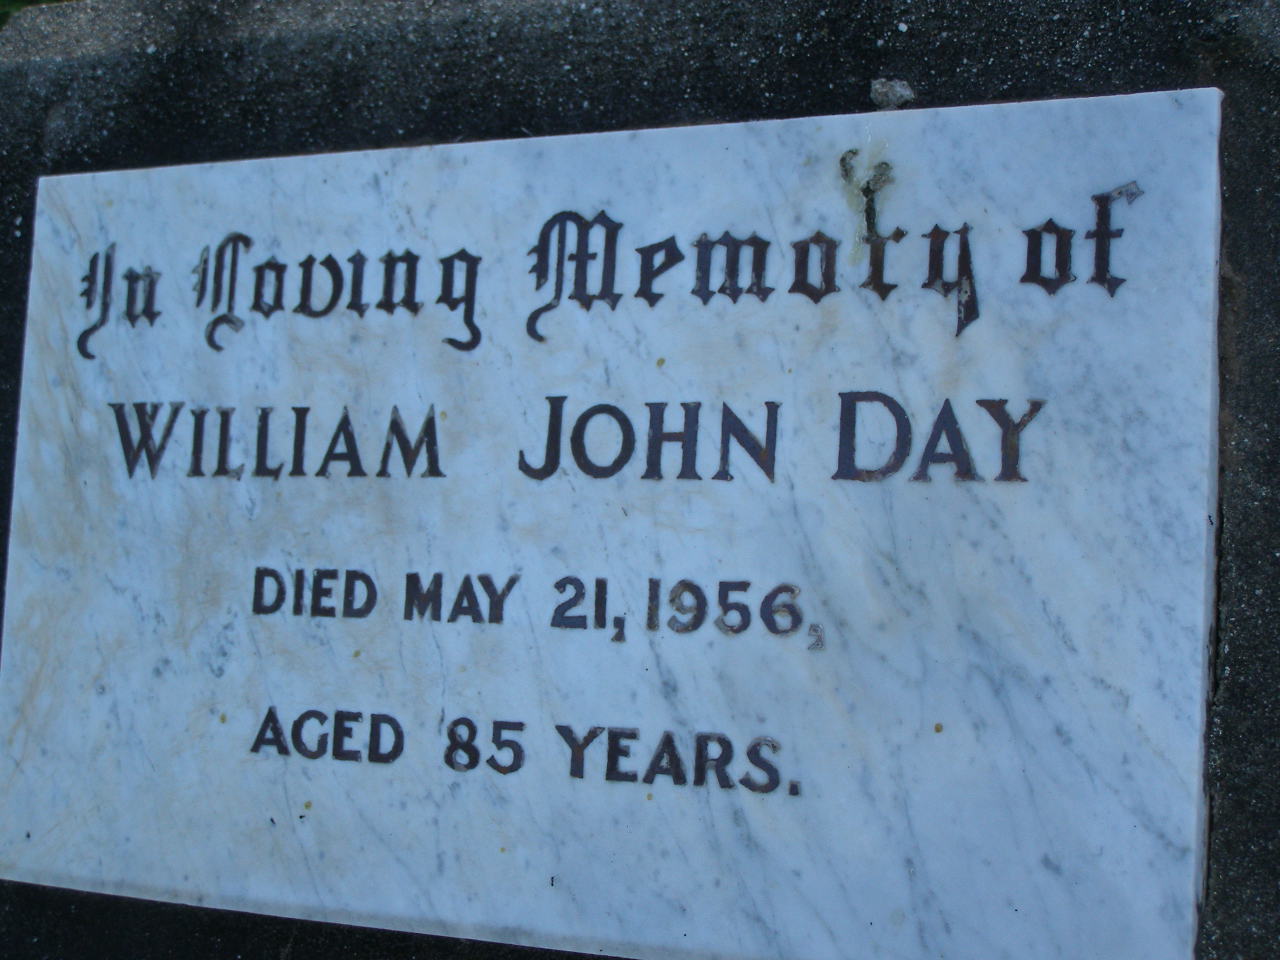 In Loving Memory of
WILLIAM JOHN DAY
DIED MAY 21, 1956,
AGED 85 YEARS.